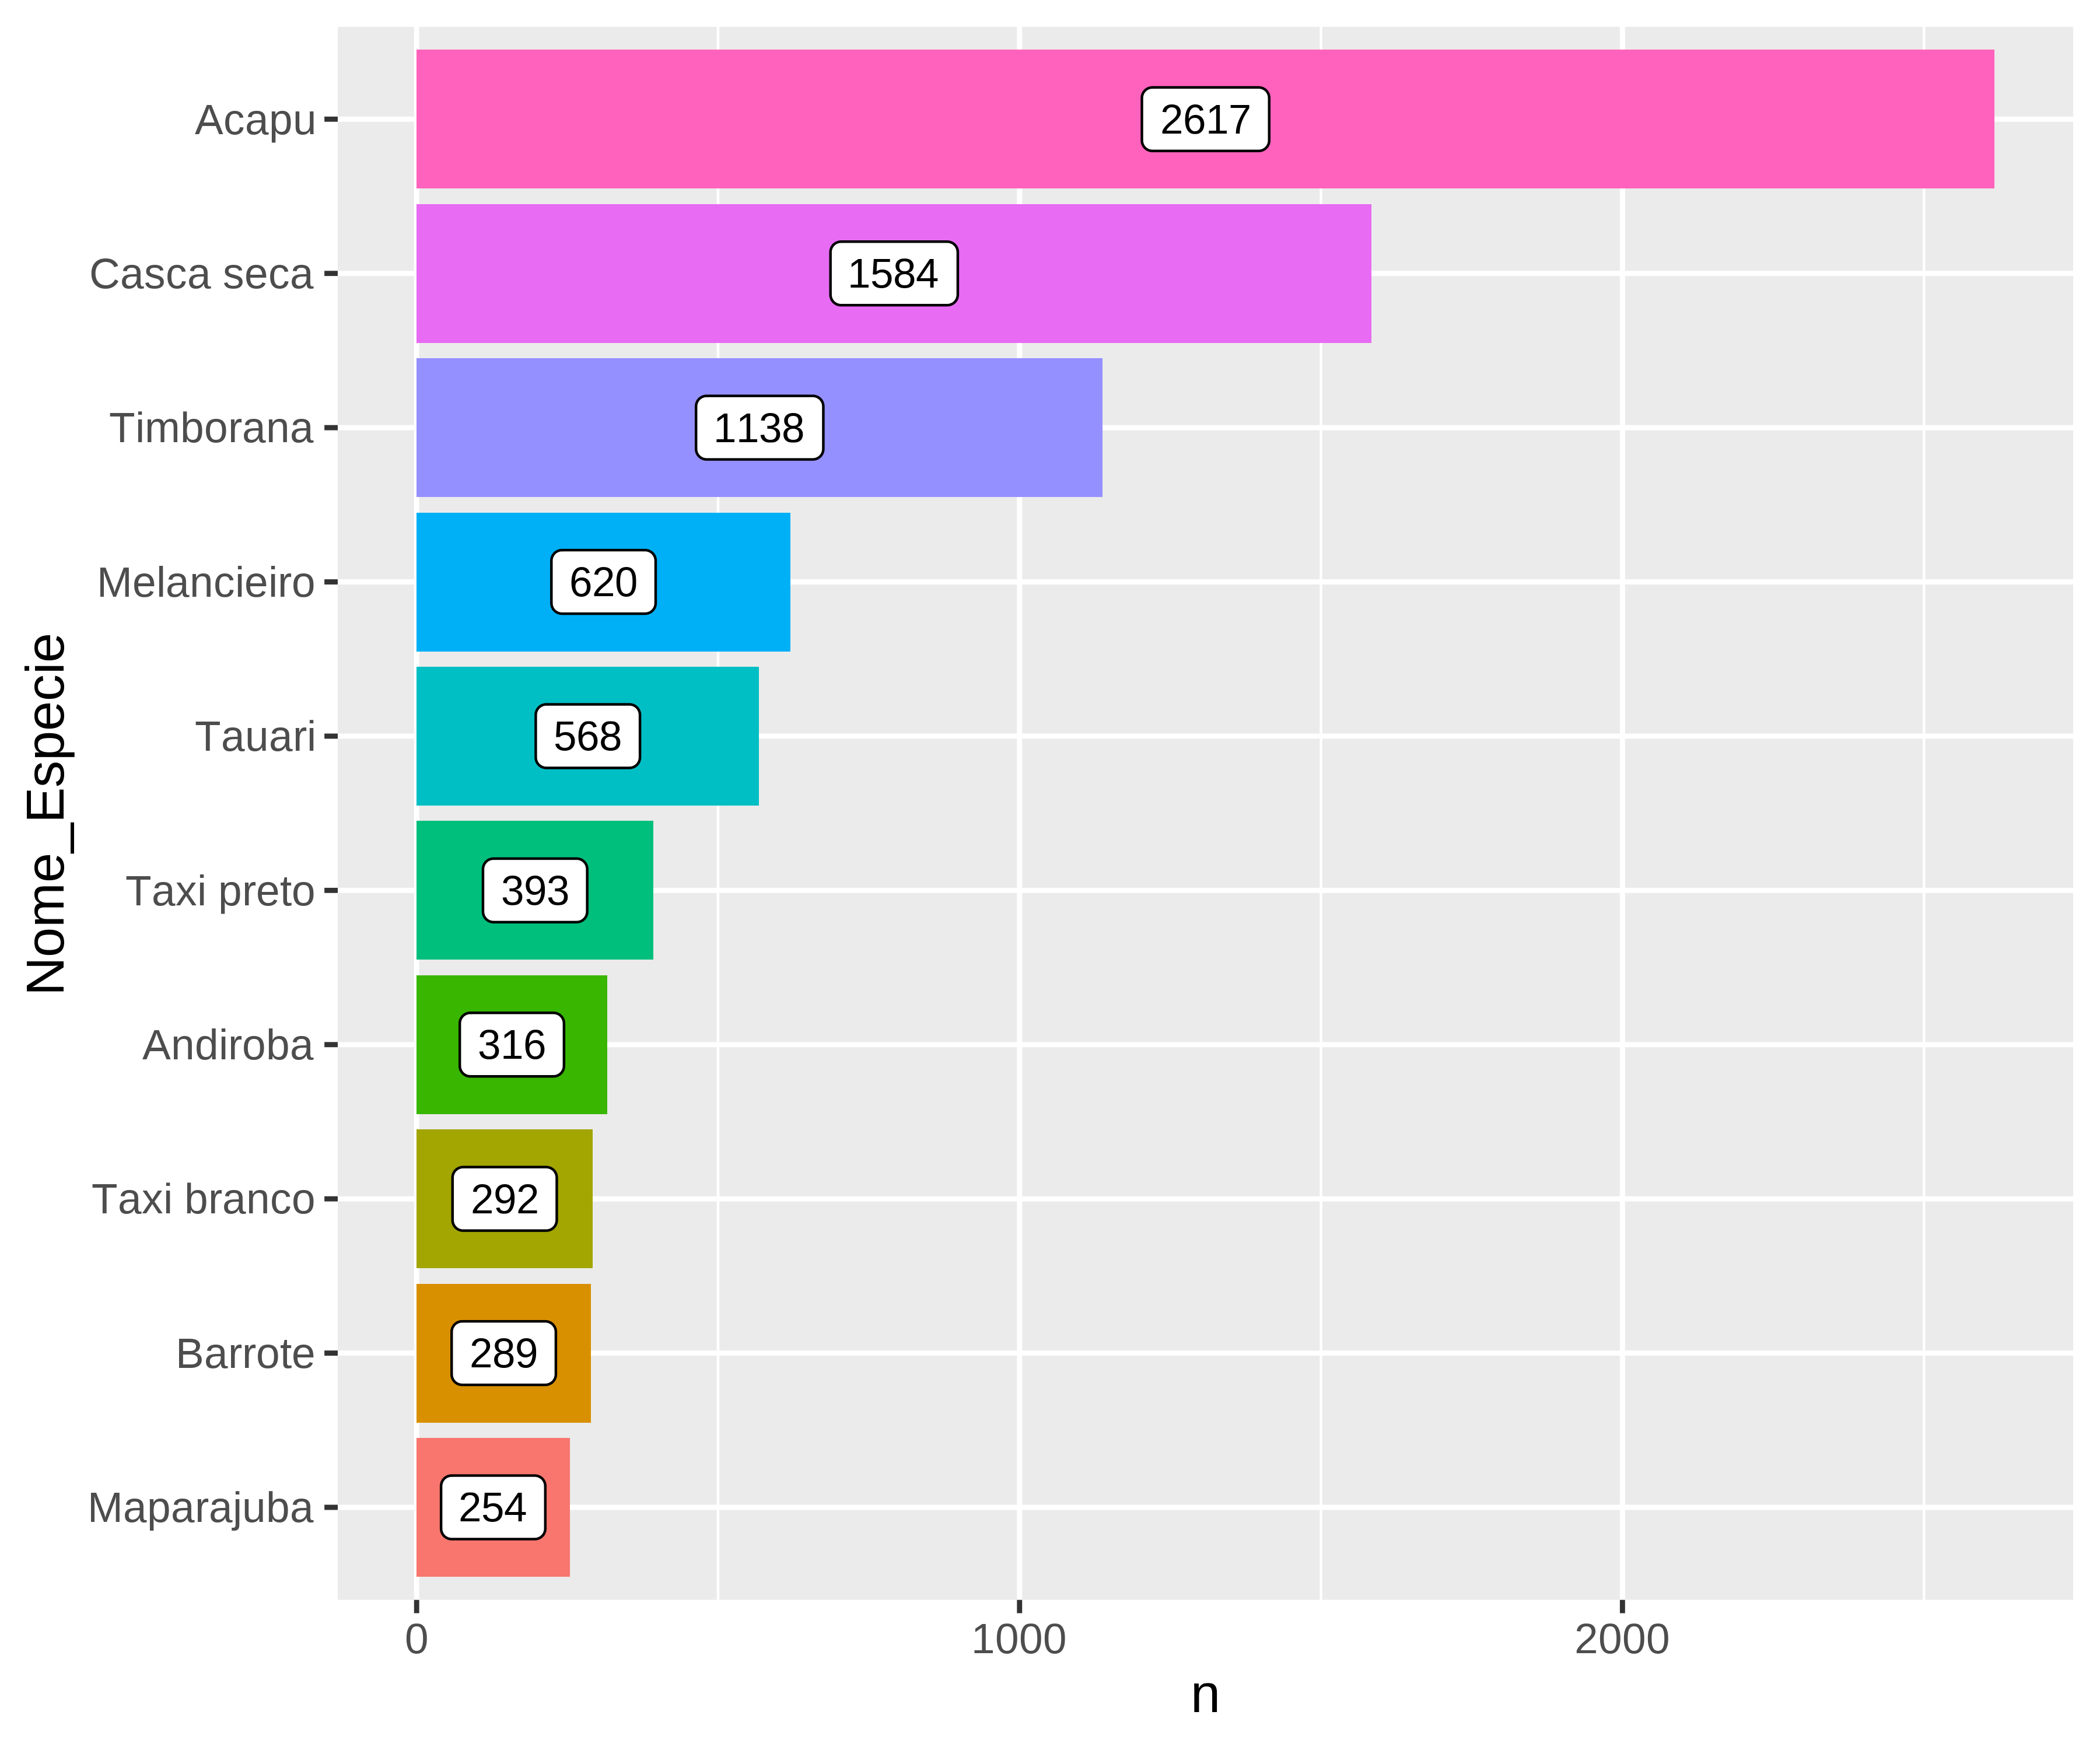 Nome_Especie
Acapu 2617
Casca seca 1584
Timborana 1138
Melancieiro 620
Tauari 568
Taxi preto 393
Andiroba 316
Taxi branco 292
Barrote 289
Maparajuba 254
0 1000 2000
n